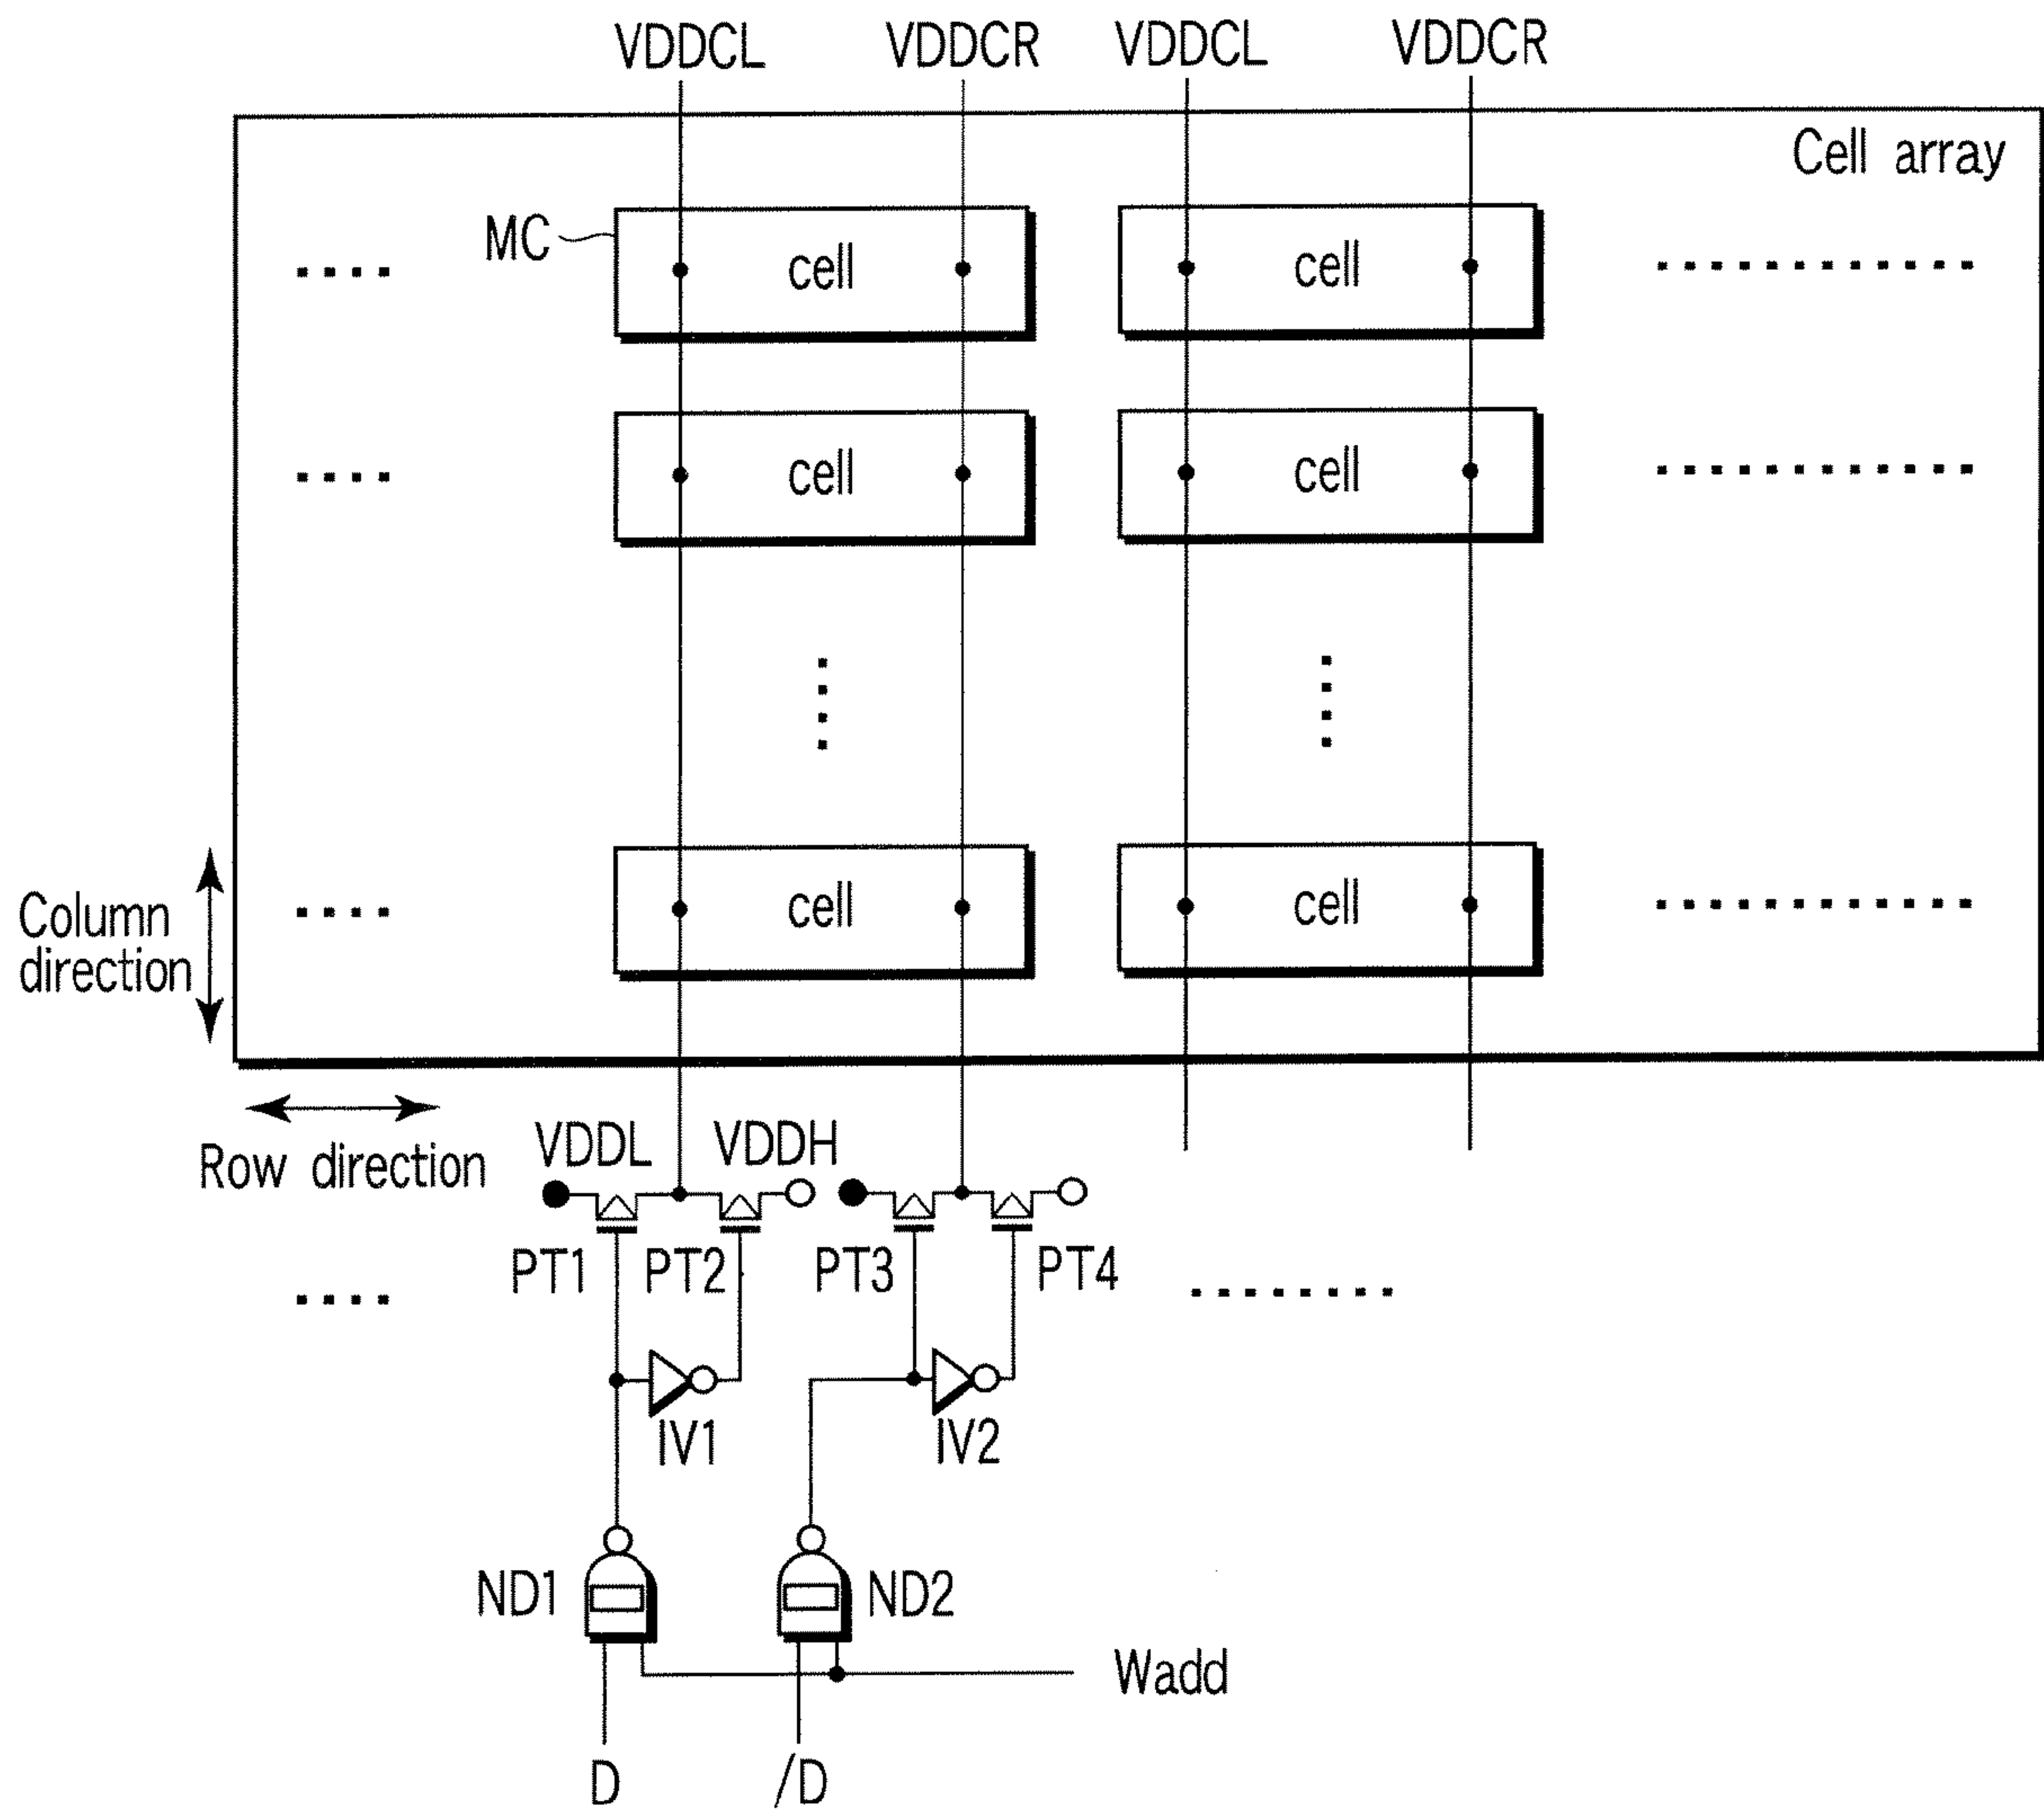 VDDCL VDDCR VDDCL VDDCR
Cell array
MC
cell cell
cell cell
cell cell
Column
direction
Row direction
VDDL VDDH
PT1 PT2 PT3 PT4
IV1 IV2
ND1 ND2
Wadd
D /D